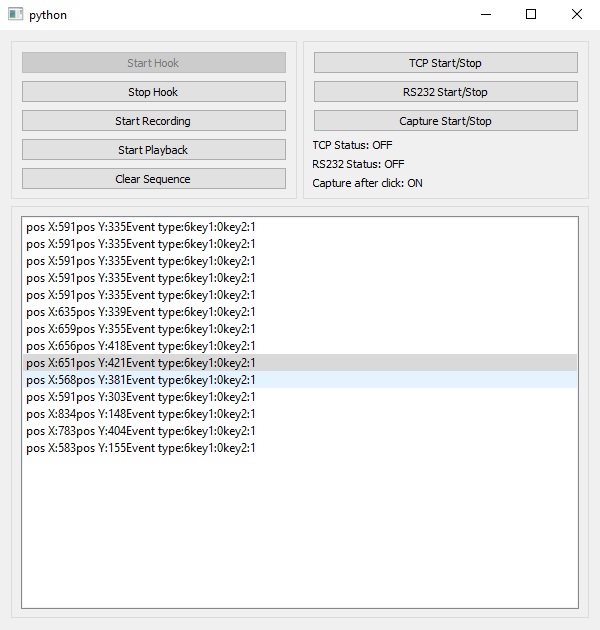 python
Start Hook
Stop Hook
Start Recording
Start Playback
Clear Sequence
TCP Start/Stop
RS232 Start/Stop
Capture Start/Stop
TCP Status: OFF
RS232 Status: OFF
Capture after click: ON
pos X:591pos Y:335Event type:6key1:0key2:1
pos X:591pos Y:335Event type:6key1:0key2:1
pos X:591pos Y:335Event type:6key1:0key2:1
pos X:591pos Y:335Event type:6key1:0key2:1
pos X:591pos Y:335Event type:6key1:0key2:1
pos X:635pos Y:339Event type:6key1:0key2:1
pos X:659pos Y:355Event type:6key1:0key2:1
pos X:656pos Y:418Event type:6key1:0key2:1
pos X:651pos Y:421Event type:6key1:0key2:1
pos X:568pos Y:381Event type:6key1:0key2:1
pos X:591pos Y:303Event type:6key1:0key2:1
pos X:834pos Y:148Event type:6key1:0key2:1
pos X:783pos Y:404Event type:6key1:0key2:1
pos X:583pos Y:155Event type:6key1:0key2:1